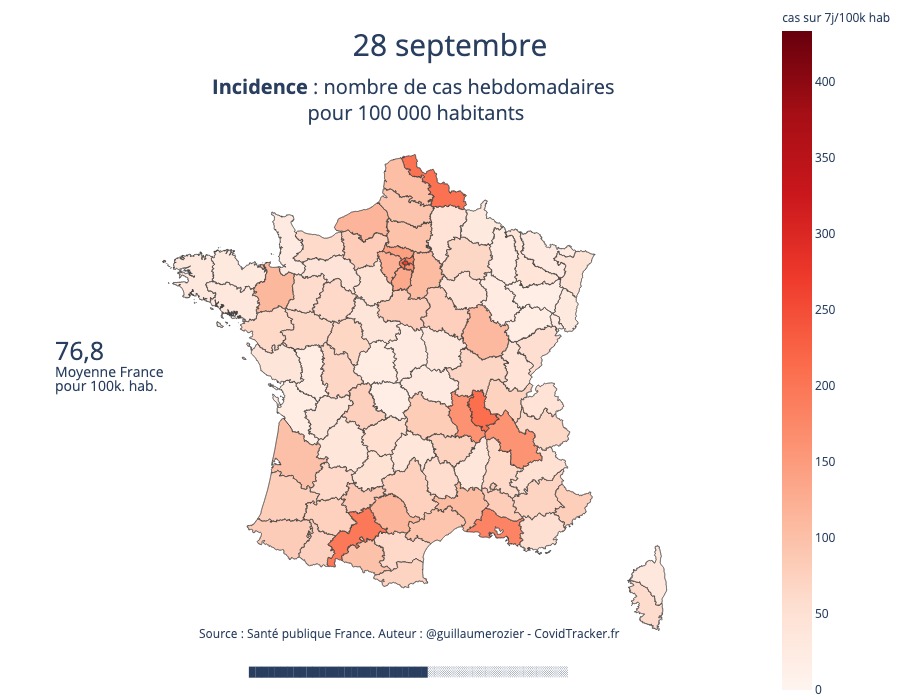 cas sur 7j/100k hab
28 septembre
Incidence : nombre de cas hebdomadaires
pour 100 000 habitants
400
350
300
250
200
150
100
50
0
76,8
Moyenne France
pour 100k. hab.
Source : Santé publique France. Auteur : @guillaumerozier - CovidTracker.fr